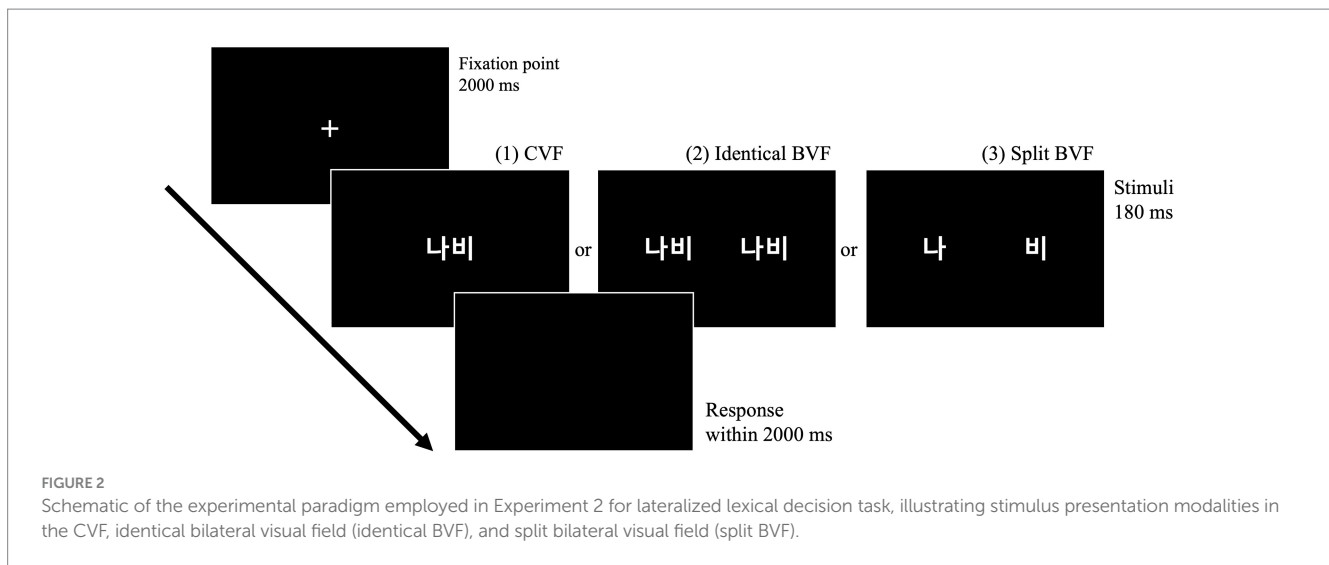 Fixation point
2000 ms
+
(1) CVF
(2) Identical BVF
(3) Split BVF
나비
or
나비 나비
or
나 비
Stimuli
180 ms
Response
within 2000 ms
FIGURE 2
Schematic of the experimental paradigm employed in Experiment 2 for lateralized lexical decision task, illustrating stimulus presentation modalities in
the CVF, identical bilateral visual field (identical BVF), and split bilateral visual field (split BVF).